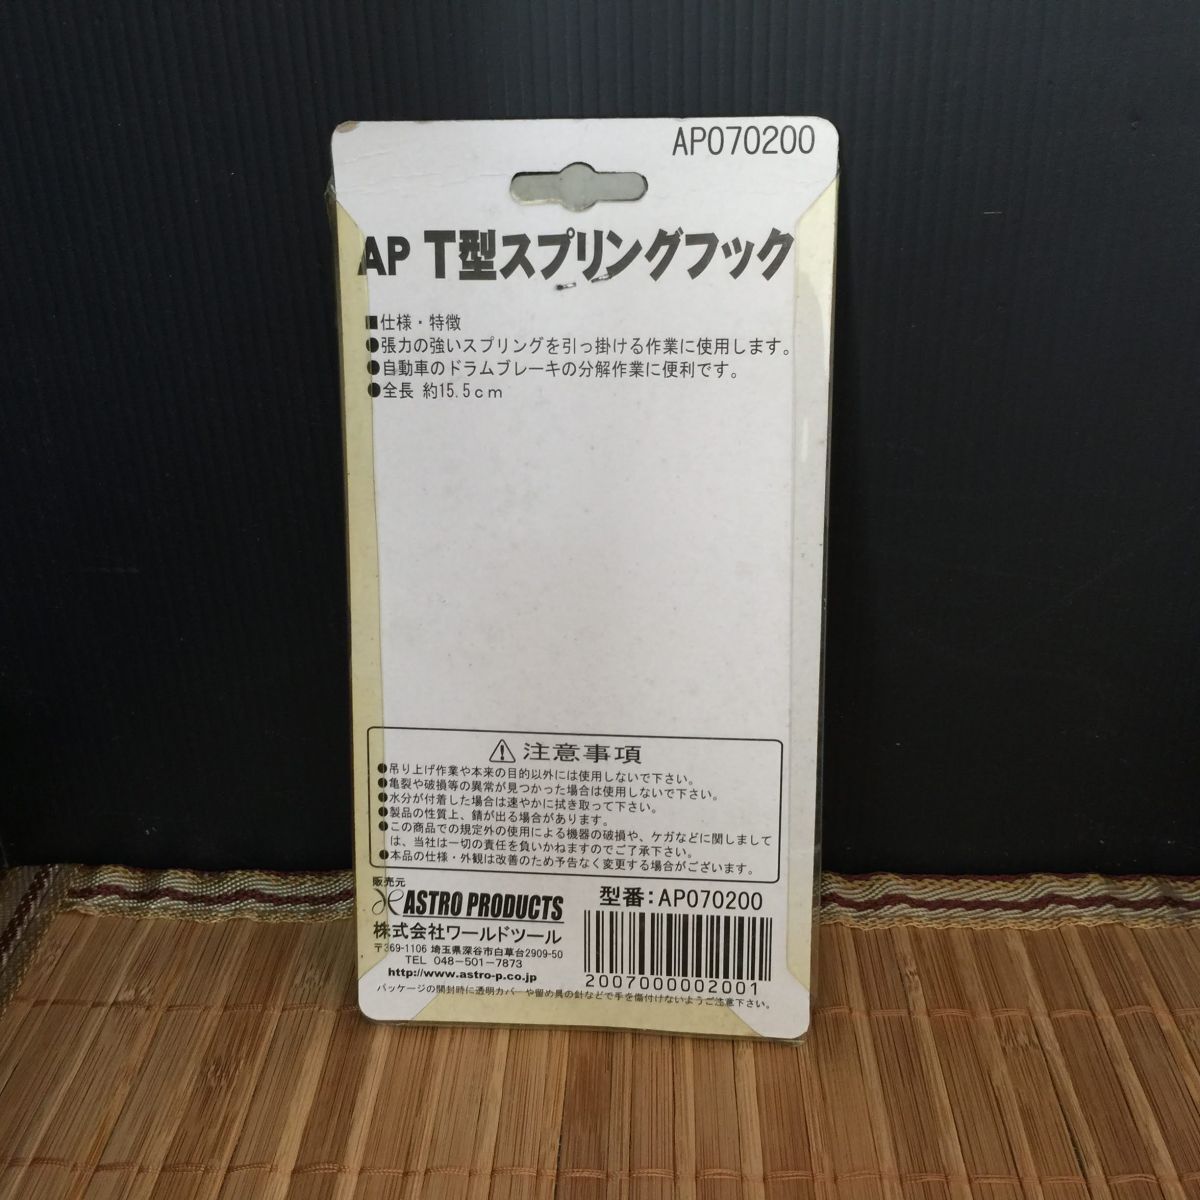 AP070200
AP T型スプリングフック
■仕様・特徴
●張力の強いスプリングを引っ掛ける作業に使用します。
●自動車のドラムブレーキの分解作業に便利です。
●全長 約15.5cm
⚠注意事項
●吊り上げ作業や本来の目的以外には使用しないで下さい。
●亀裂や破損等の異常が見つかった場合は使用しないで下さい。
●水分が付着した場合は速やかに拭き取って下さい。
●製品の性質上、錆が出る場合があります。
●この商品での規定外の使用による機器の破損や、ケガなどに関しまして
は、当社は一切の責任を負いかねますのでご了承下さい。
●本品の仕様・外観は改善のため予告なく変更する場合がございます。
販売元
ASTRO PRODUCTS
株式会社ワールドツール
〒369-1106 埼玉県深谷市白草台2909-50
TEL 048-501-7873
http://www.astro-p.co.jp
型番:AP070200
2007000002001
パッケージの開封時に透明カバーや留め具の針などで手を傷付けないようご注意下さい。